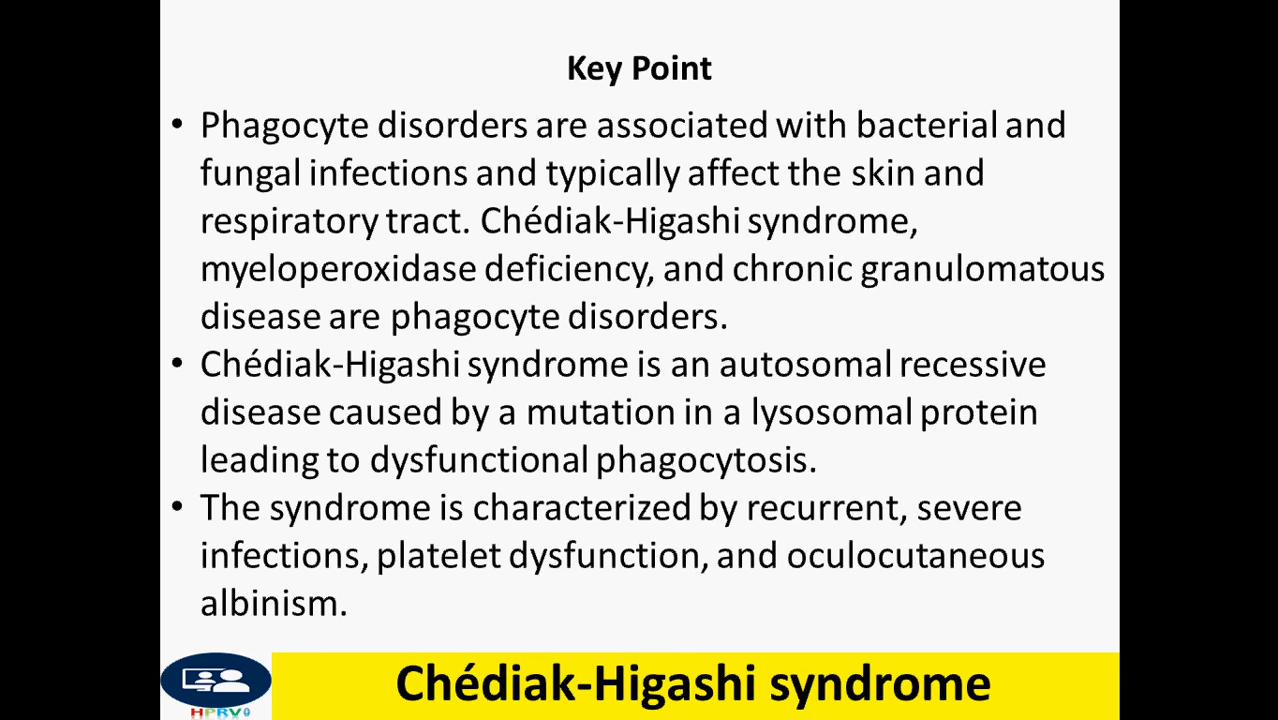 Key Point
• Phagocyte disorders are associated with bacterial and
fungal infections and typically affect the skin and
respiratory tract. Chédiak-Higashi syndrome,
myeloperoxidase deficiency, and chronic granulomatous
disease are phagocyte disorders.
• Chédiak-Higashi syndrome is an autosomal recessive
disease caused by a mutation in a lysosomal protein
leading to dysfunctional phagocytosis.
• The syndrome is characterized by recurrent, severe
infections, platelet dysfunction, and oculocutaneous
albinism.
Chédiak-Higashi syndrome
HPRV